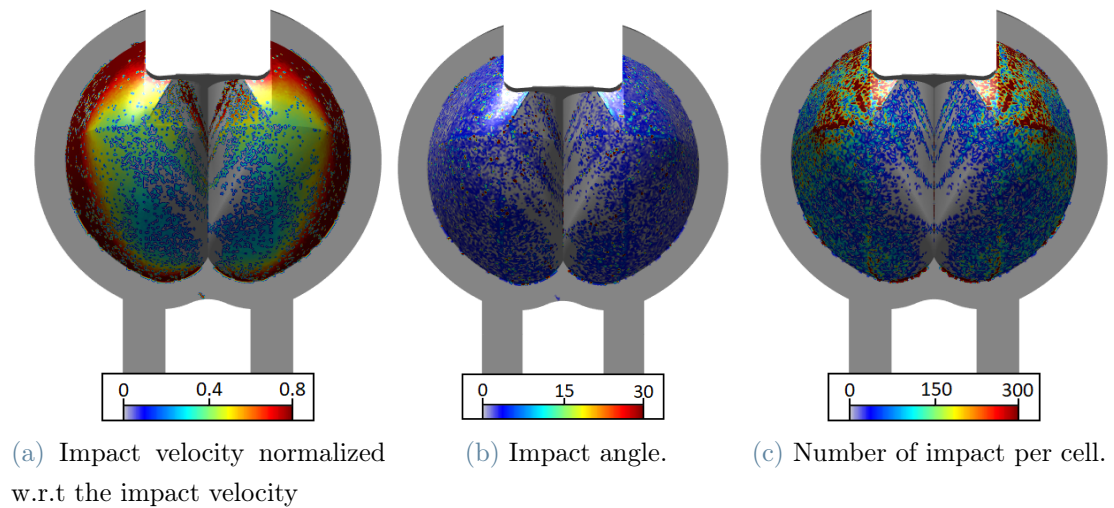 0 0.4 0.8
0 15 30
0 150 300
(a) Impact velocity normalized
w.r.t the impact velocity
(b) Impact angle.
(c) Number of impact per cell.